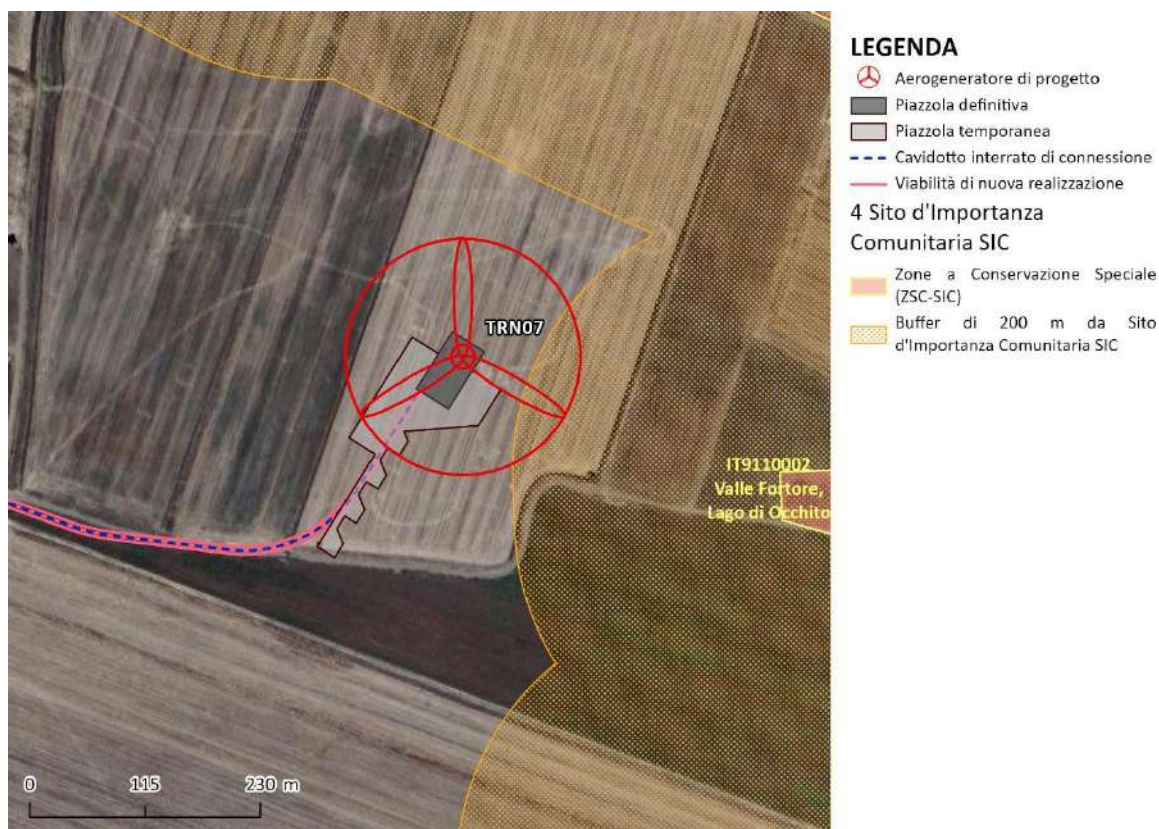 TRN07
IT9110002
Valle Fortore,
Lago di Occhito
0 115 230 m
LEGENDA
Aerogeneratore di progetto
Piazzola definitiva
Piazzola temporanea
Cavidotto interrato di connessione
Viabilità di nuova realizzazione
4 Sito d'Importanza
Comunitaria SIC
Zone a Conservazione Speciale
(ZSC-SIC)
Buffer di 200 m da Sito
d'Importanza Comunitaria SIC